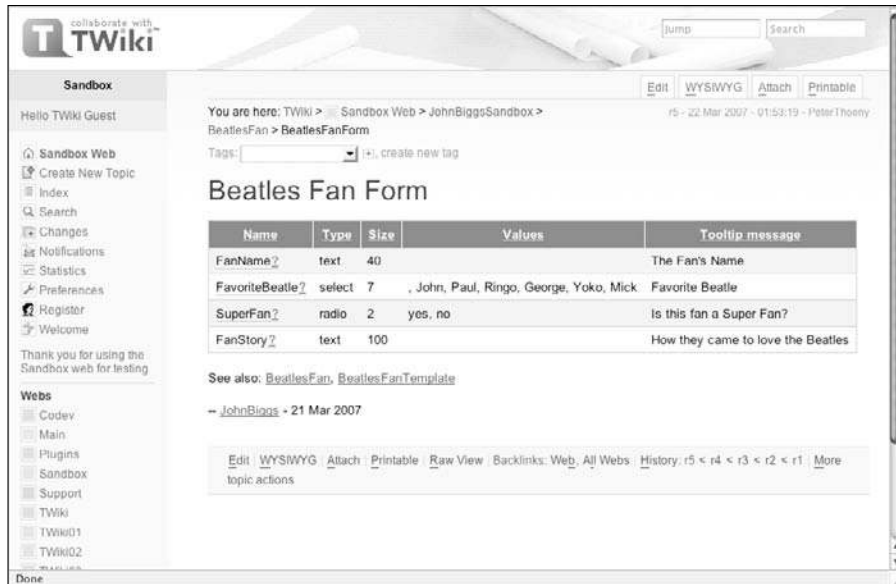 collaborate with
TWiki™
Jump
Search
Sandbox
Hello TWiki Guest
Sandbox Web
Create New Topic
Index
Search
Changes
Notifications
Statistics
Preferences
Register
Welcome
Thank you for using the
Sandbox web for testing
Webs
Codev
Main
Plugins
Sandbox
Support
TWiki
TWiki01
TWiki02
Edit WYSIWYG Attach Printable
You are here: TWiki > Sandbox Web > JohnBiggsSandbox >
BeatlesFan > BeatlesFanForm
r5 - 22 Mar 2007 - 01:53:19 - PeterThoeny
Tags: [+], create new tag
Beatles Fan Form
Name Type Size Values Tooltip message
FanName? text 40 The Fan's Name
FavoriteBeatle? select 7 , John, Paul, Ringo, George, Yoko, Mick Favorite Beatle
SuperFan? radio 2 yes, no Is this fan a Super Fan?
FanStory? text 100 How they came to love the Beatles
See also: BeatlesFan, BeatlesFanTemplate
-- JohnBiggs - 21 Mar 2007
Edit | WYSIWYG | Attach | Printable | Raw View | Backlinks: Web, All Webs | History: r5 < r4 < r3 < r2 < r1 | More
topic actions
Done